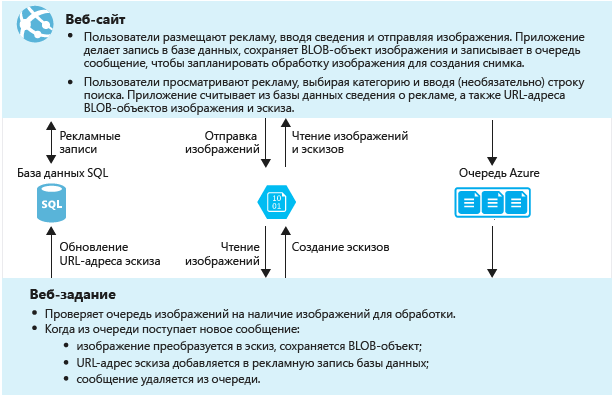 Веб-сайт
• Пользователи размещают рекламу, вводя сведения и отправляя изображения. Приложение
делает запись в базе данных, сохраняет BLOB-объект изображения и записывает в очередь
сообщение, чтобы запланировать обработку изображения для создания снимка.
• Пользователи просматривают рекламу, выбирая категорию и вводя (необязательно) строку
поиска. Приложение считывает из базы данных сведения о рекламе, а также URL-адреса
BLOB-объектов изображения и эскиза.
Рекламные
записи
Отправка
изображений
Чтение изображений
и эскизов
База данных SQL
Очередь Azure
SQL
10
01
Обновление
URL-адреса эскиза
Чтение
изображений
Создание эскизов
Веб-задание
• Проверяет очередь изображений на наличие изображений для обработки.
• Когда из очереди поступает новое сообщение:
• изображение преобразуется в эскиз, сохраняется BLOB-объект;
• URL-адрес эскиза добавляется в рекламную запись базы данных;
• сообщение удаляется из очереди.